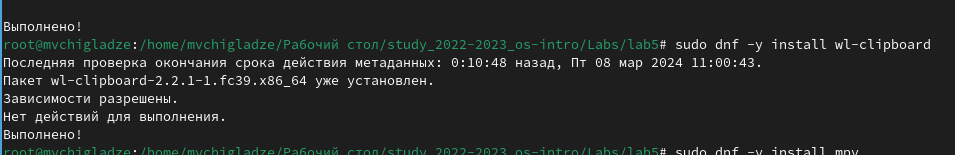 Выполнено!
root@mvchigladze:/home/mvchigladze/Рабочий стол/study_2022-2023_os-intro/Labs/lab5# sudo dnf -y install wl-clipboard
Последняя проверка окончания срока действия метаданных: 0:10:48 назад, Пт 08 мар 2024 11:00:43.
Пакет wl-clipboard-2.2.1-1.fc39.x86_64 уже установлен.
Зависимости разрешены.
Нет действий для выполнения.
Выполнено!
root@mvchigladze:/home/mvchigladze/Рабочий стол/study_2022-2023_os-intro/Labs/lab5# sudo dnf -y install mpv